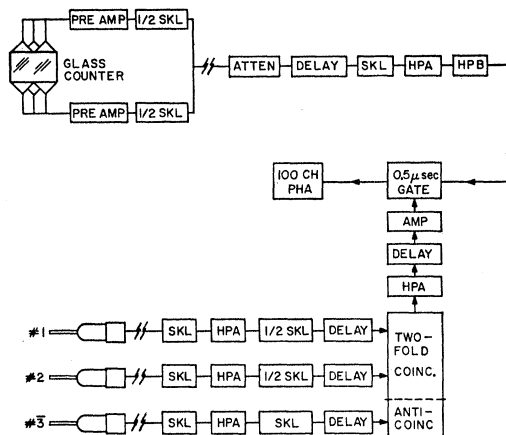 PRE AMP
1/2 SKL
GLASS
COUNTER
PRE AMP
1/2 SKL
ATTEN
DELAY
SKL
HPA
HPB
100 CH
PHA
0.5 μ sec
GATE
AMP
DELAY
HPA
#1
SKL
HPA
1/2 SKL
DELAY
TWO-
FOLD
COINC.
#2
SKL
HPA
1/2 SKL
DELAY
#3̅
SKL
HPA
SKL
DELAY
ANTI-
COINC